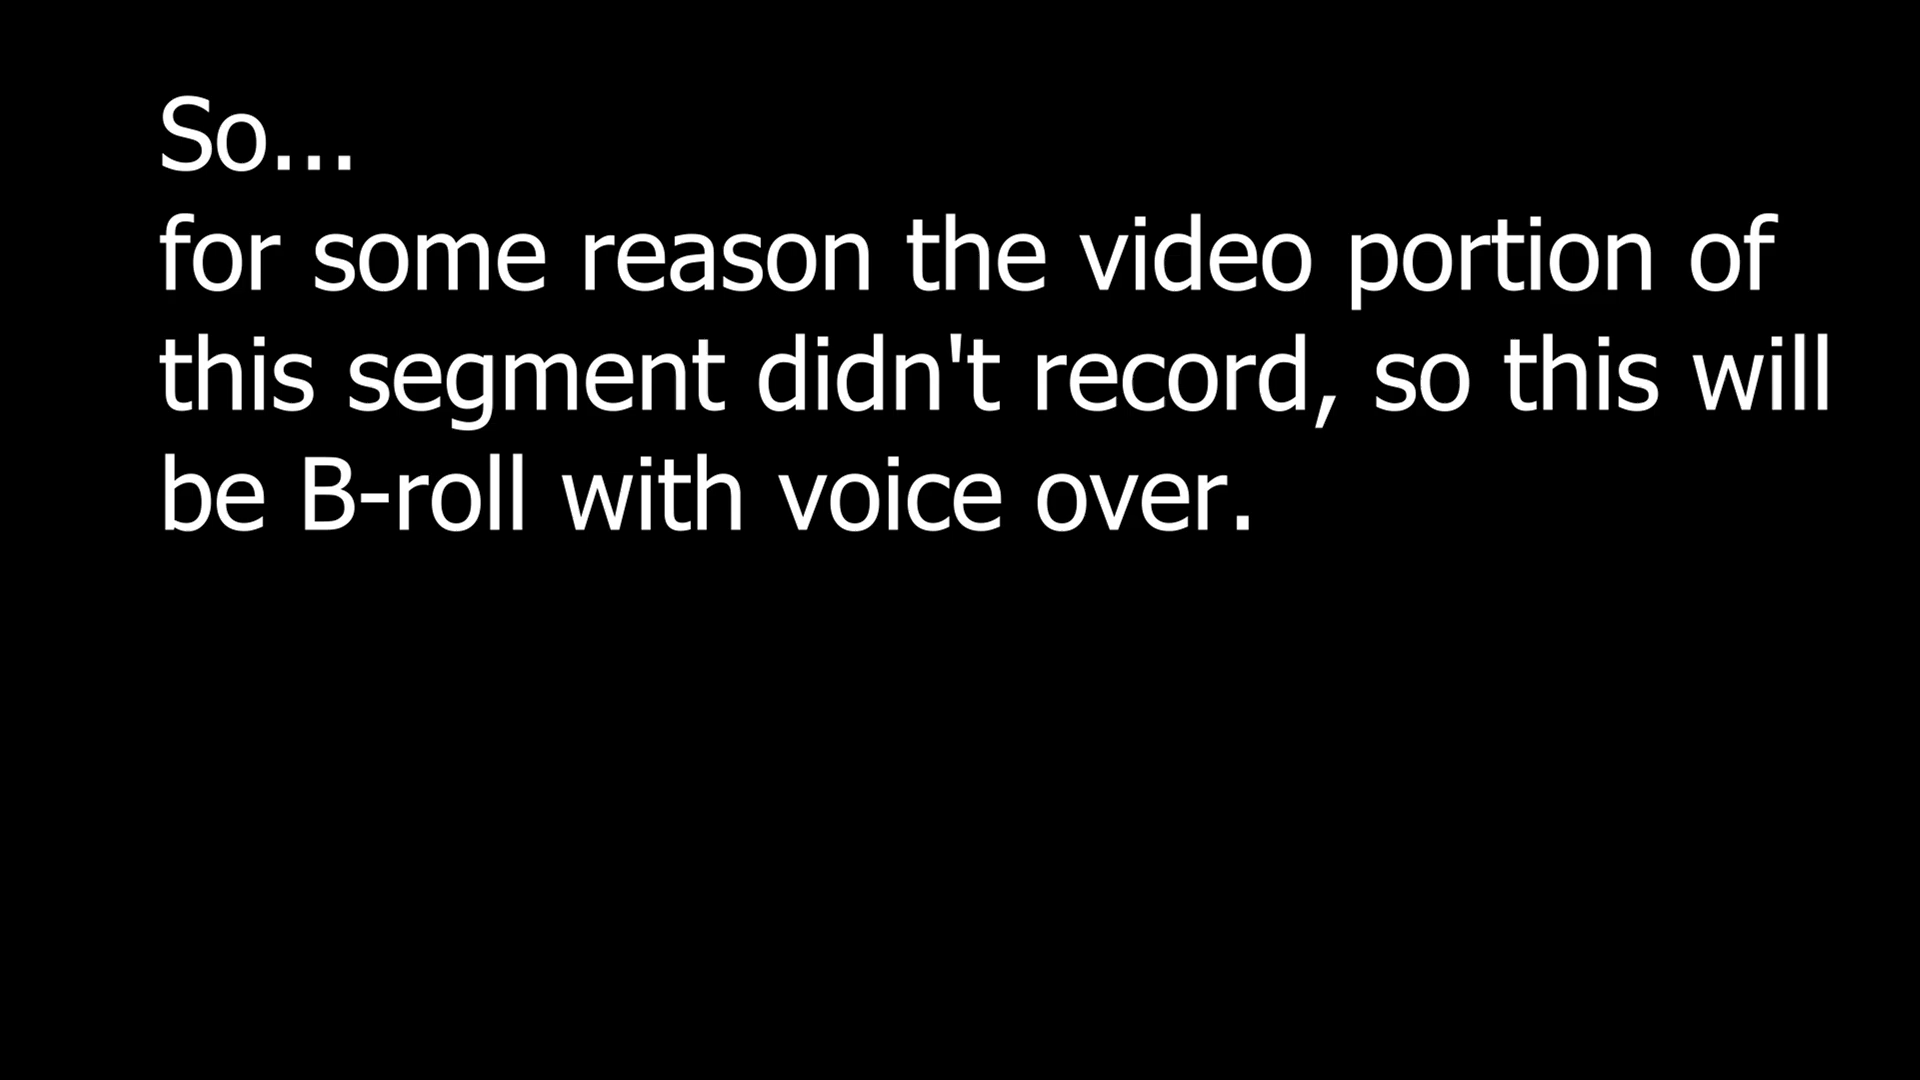 So...
for some reason the video portion of
this segment didn't record, so this will
be B-roll with voice over.